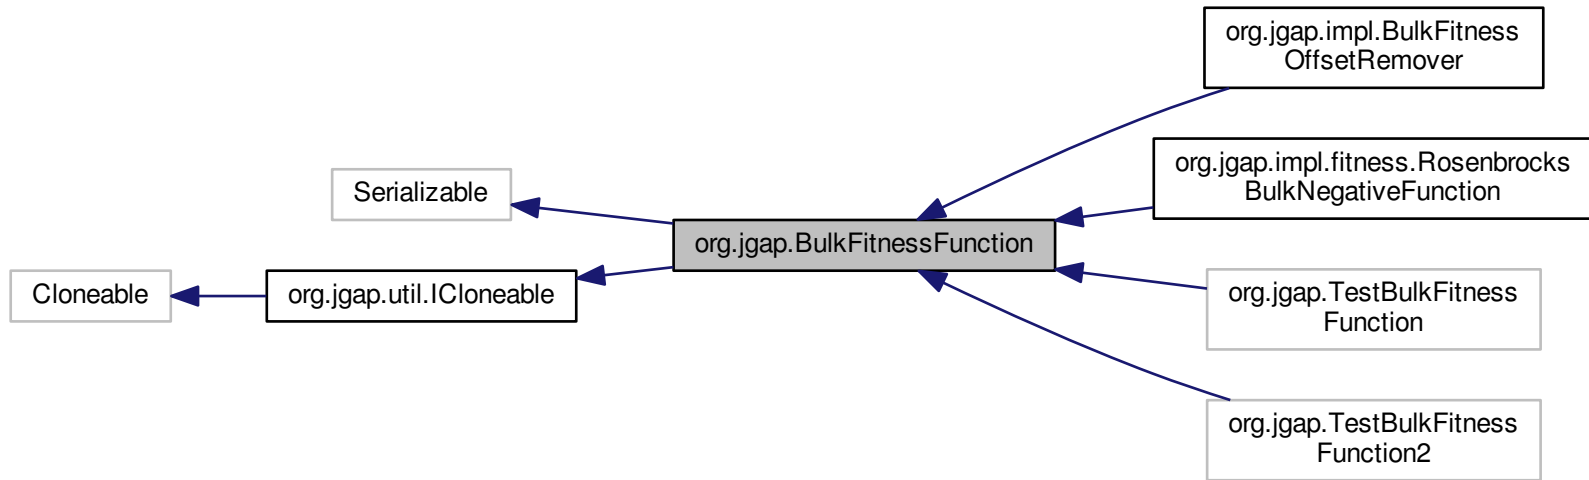 org.jgap.impl.BulkFitness
OffsetRemover
org.jgap.impl.fitness.Rosenbrocks
BulkNegativeFunction
Serializable
org.jgap.BulkFitnessFunction
Cloneable
org.jgap.util.ICloneable
org.jgap.TestBulkFitness
Function
org.jgap.TestBulkFitness
Function2